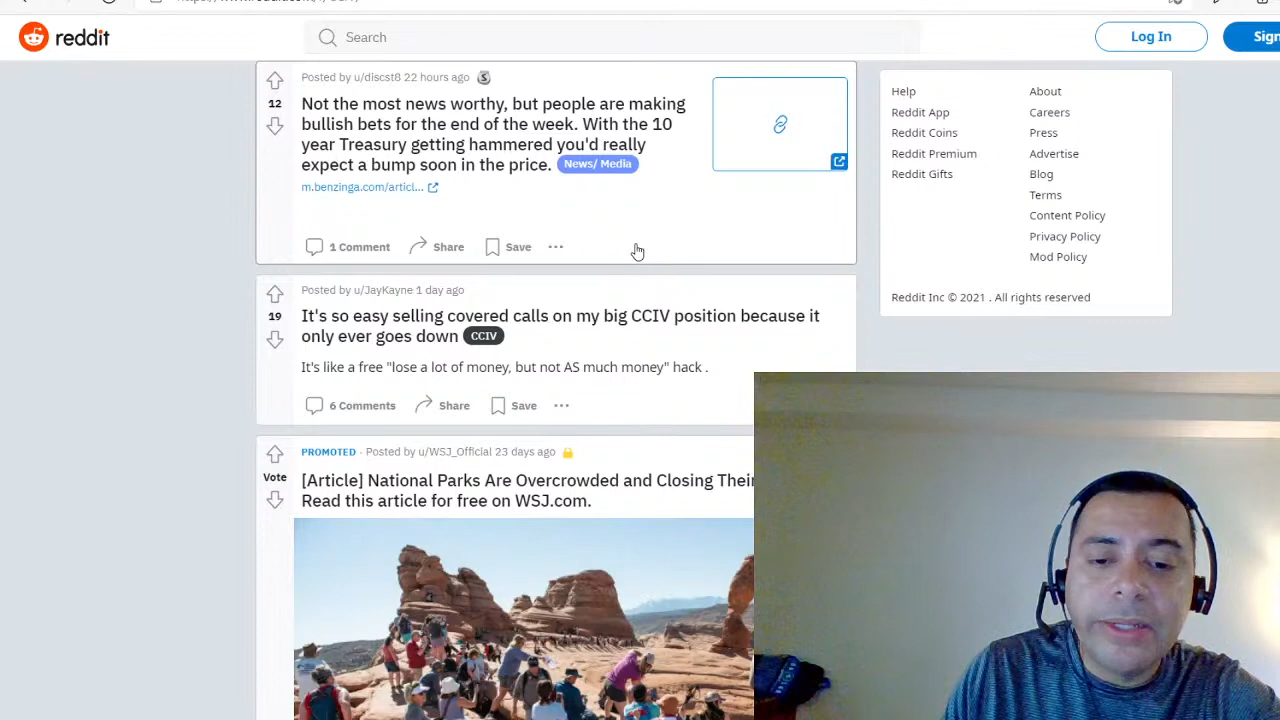 reddit
Search
Log In
Sign
Posted by u/discst8 22 hours ago
12
Not the most news worthy, but people are making
bullish bets for the end of the week. With the 10
year Treasury getting hammered you'd really
expect a bump soon in the price. News/ Media
m.benzinga.com/articl...
1 Comment
Share
Save
Posted by u/JayKayne 1 day ago
19
It's so easy selling covered calls on my big CCIV position because it
only ever goes down CCIV
It's like a free "lose a lot of money, but not AS much money" hack .
6 Comments
Share
Save
PROMOTED · Posted by u/WSJ_Official 23 days ago
Vote
[Article] National Parks Are Overcrowded and Closing Their
Read this article for free on WSJ.com.
Help
About
Reddit App
Careers
Reddit Coins
Press
Reddit Premium
Advertise
Reddit Gifts
Blog
Terms
Content Policy
Privacy Policy
Mod Policy
Reddit Inc © 2021 . All rights reserved